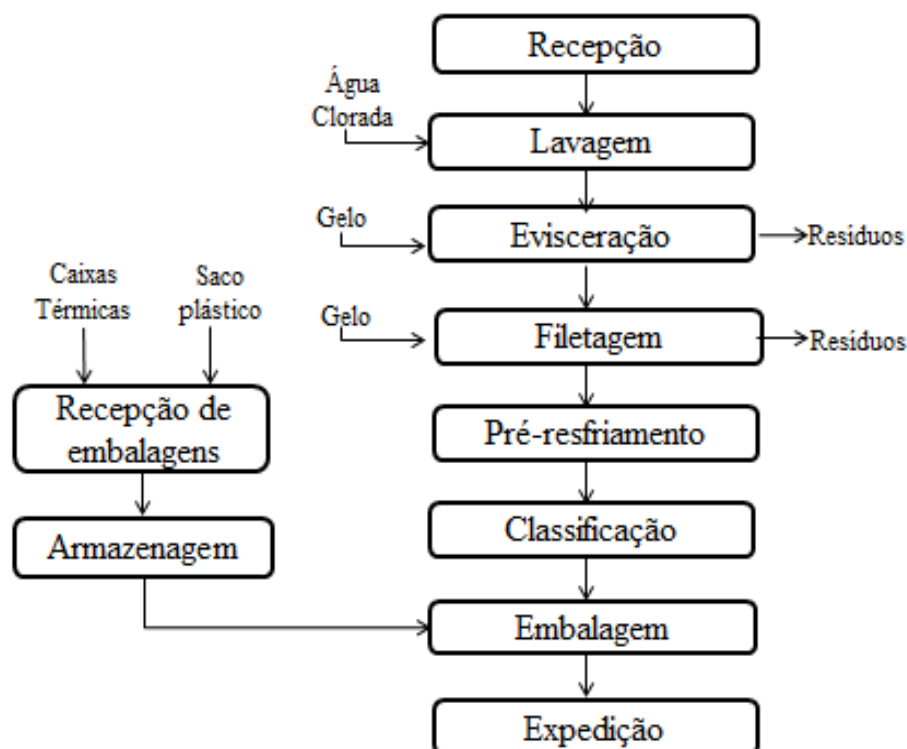 Recepção
Água
Clorada
Lavagem
Gelo
Evisceração
Resíduos
Caixas
Térmicas
Saco
plástico
Gelo
Filetagem
Resíduos
Recepção de
embalagens
Pré-resfriamento
Classificação
Armazenagem
Embalagem
Expedição